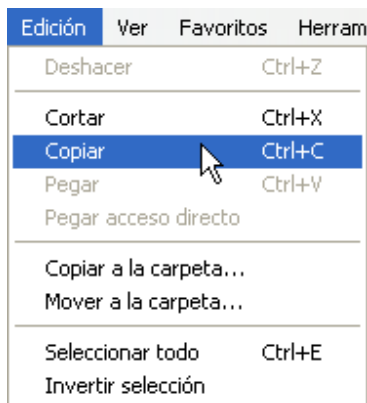 Edición Ver Favoritos Herram
Deshacer Ctrl+Z
Cortar Ctrl+X
Copiar Ctrl+C
Pegar Ctrl+V
Pegar acceso directo
Copiar a la carpeta...
Mover a la carpeta...
Seleccionar todo Ctrl+E
Invertir selección